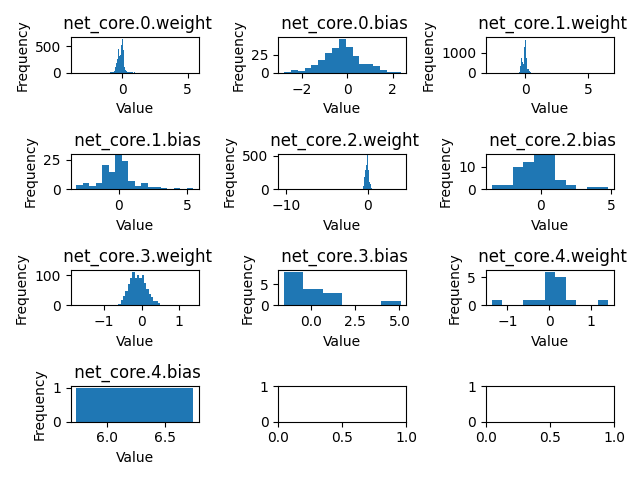 net_core.0.weight
Frequency
500
0
0
5
Value
net_core.0.bias
Frequency
25
0
−2
0
2
Value
net_core.1.weight
Frequency
1000
0
0
5
Value
net_core.1.bias
Frequency
25
0
0
5
Value
net_core.2.weight
Frequency
500
0
−10
0
Value
net_core.2.bias
Frequency
10
0
0
5
Value
net_core.3.weight
Frequency
100
0
−1
0
1
Value
net_core.3.bias
Frequency
5
0
0.0
2.5
5.0
Value
net_core.4.weight
Frequency
5
0
−1
0
1
Value
net_core.4.bias
Frequency
1
0
6.0
6.5
Value
1
0
0.0
0.5
1.0
1
0
0.0
0.5
1.0